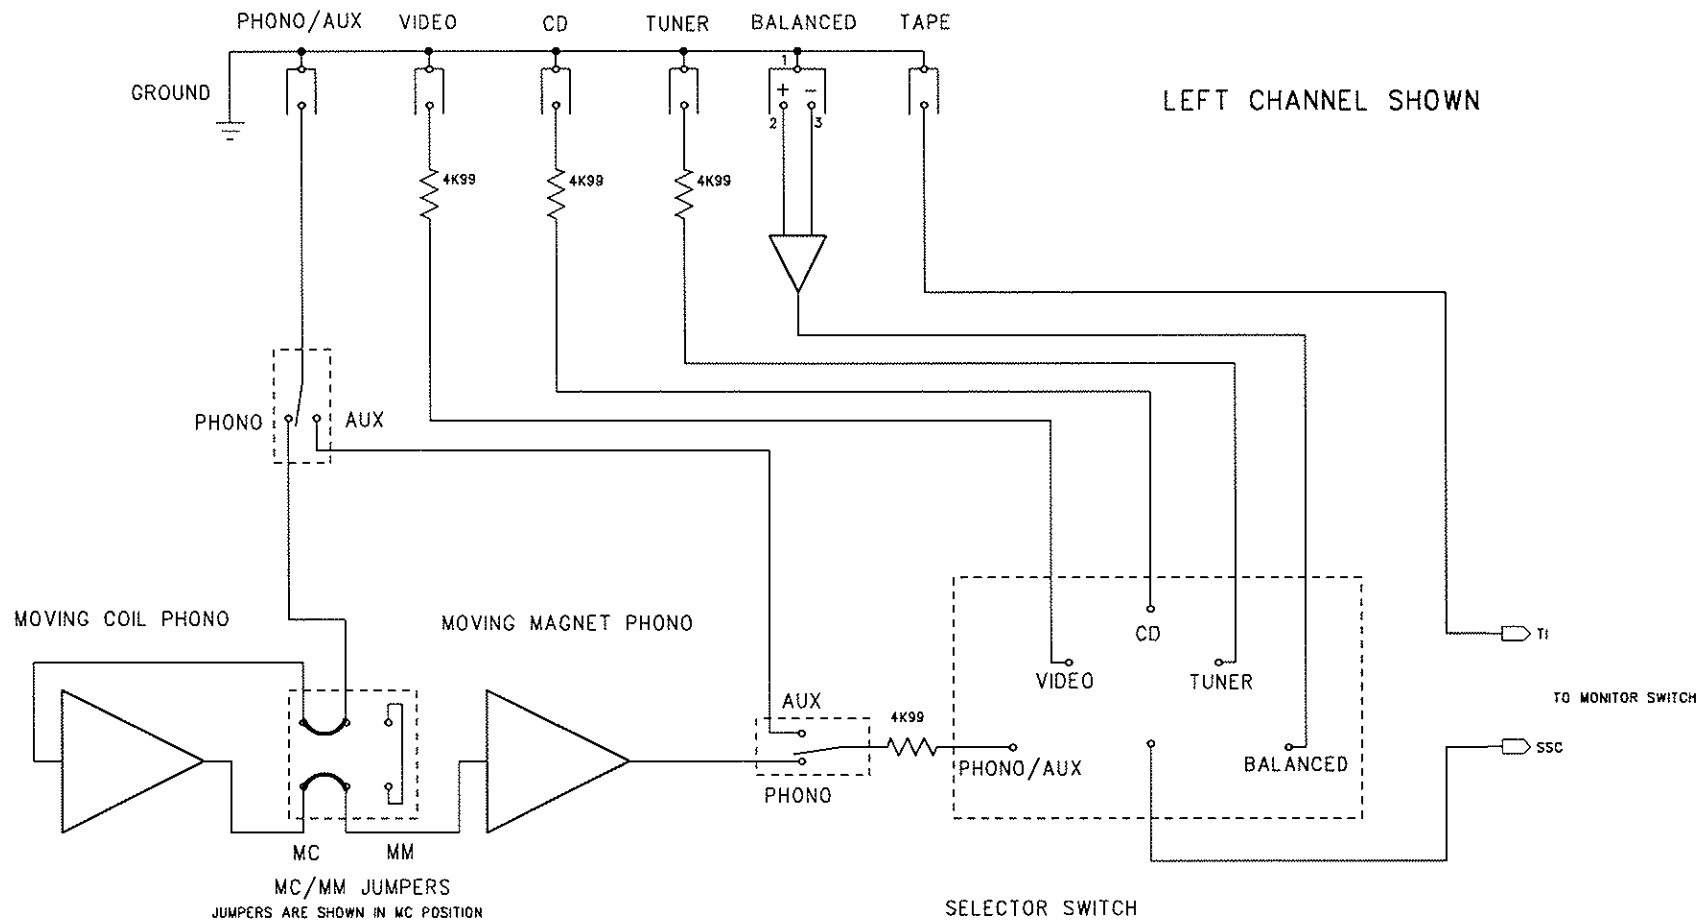 PHONO/AUX VIDEO CD TUNER BALANCED TAPE
GROUND
1
+ −
2 3
LEFT CHANNEL SHOWN
4K99 4K99 4K99
PHONO AUX
MOVING COIL PHONO
MOVING MAGNET PHONO
CD
TI
VIDEO TUNER
TO MONITOR SWITCH
AUX
4K99
SSC
PHONO/AUX BALANCED
PHONO
MC MM
MC/MM JUMPERS
JUMPERS ARE SHOWN IN MC POSITION
SELECTOR SWITCH